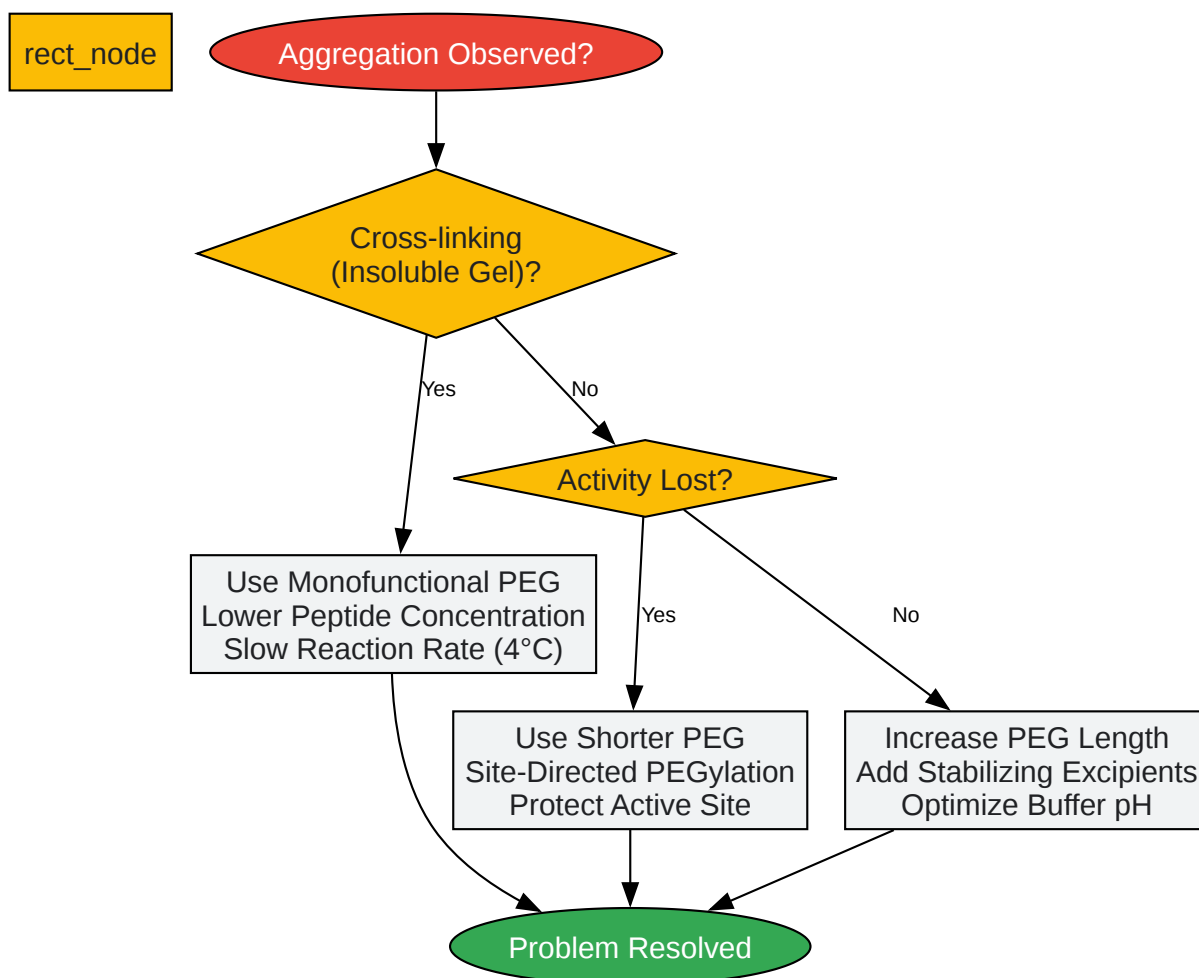 rect_node
Aggregation Observed?
Cross-linking
(Insoluble Gel)?
Yes
No
Activity Lost?
Use Monofunctional PEG
Lower Peptide Concentration
Slow Reaction Rate (4°C)
Yes
No
Use Shorter PEG
Site-Directed PEGylation
Protect Active Site
Increase PEG Length
Add Stabilizing Excipients
Optimize Buffer pH
Problem Resolved